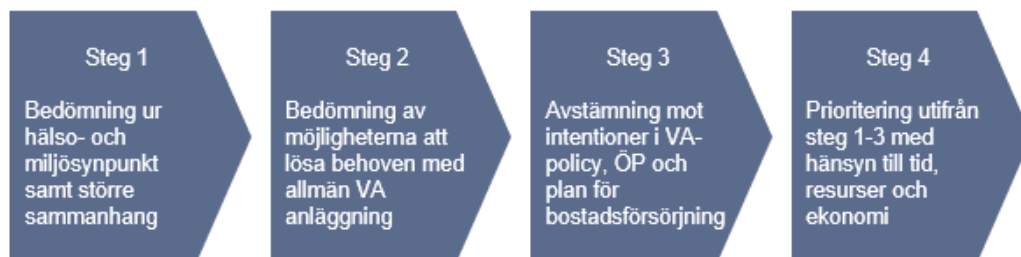 Steg 1
Bedömning ur
hälso- och
miljösynpunkt
samt större
sammanhang
Steg 2
Bedömning av
möjligheterna att
lösa behoven med
allmän VA
anläggning
Steg 3
Avstämning mot
intentioner i VA-
policy, ÖP och
plan för
bostadsförsörjning
Steg 4
Prioritering utifrån
steg 1-3 med
hänsyn till tid,
resurser och
ekonomi